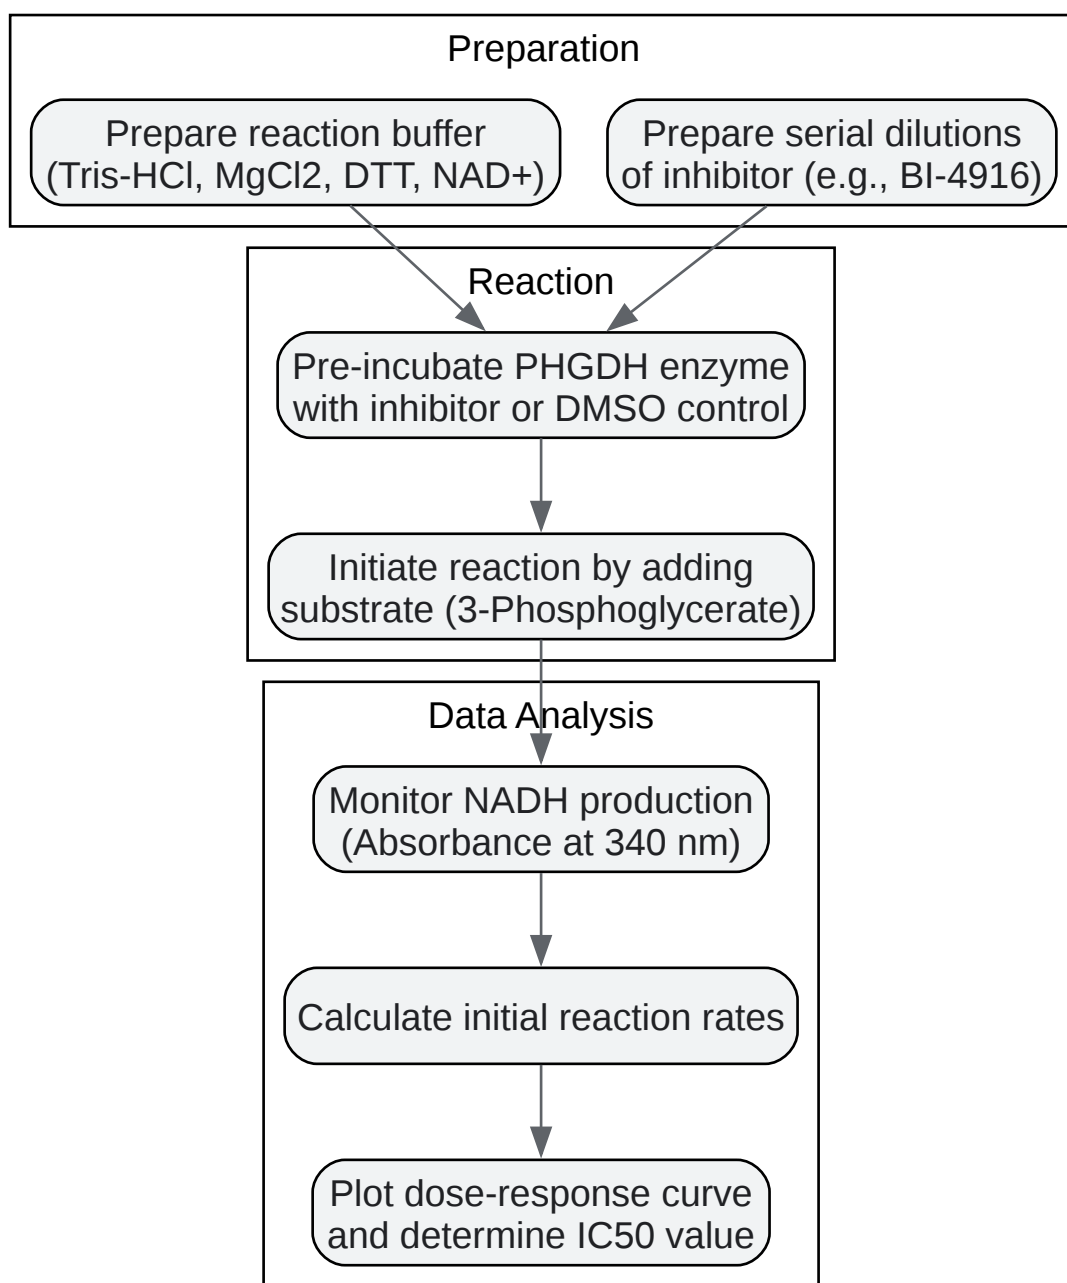 Preparation
Prepare reaction buffer
(Tris-HCl, MgCl2, DTT, NAD+)
Prepare serial dilutions
of inhibitor (e.g., BI-4916)
Reaction
Pre-incubate PHGDH enzyme
with inhibitor or DMSO control
Initiate reaction by adding
substrate (3-Phosphoglycerate)
Data Analysis
Monitor NADH production
(Absorbance at 340 nm)
Calculate initial reaction rates
Plot dose-response curve
and determine IC50 value